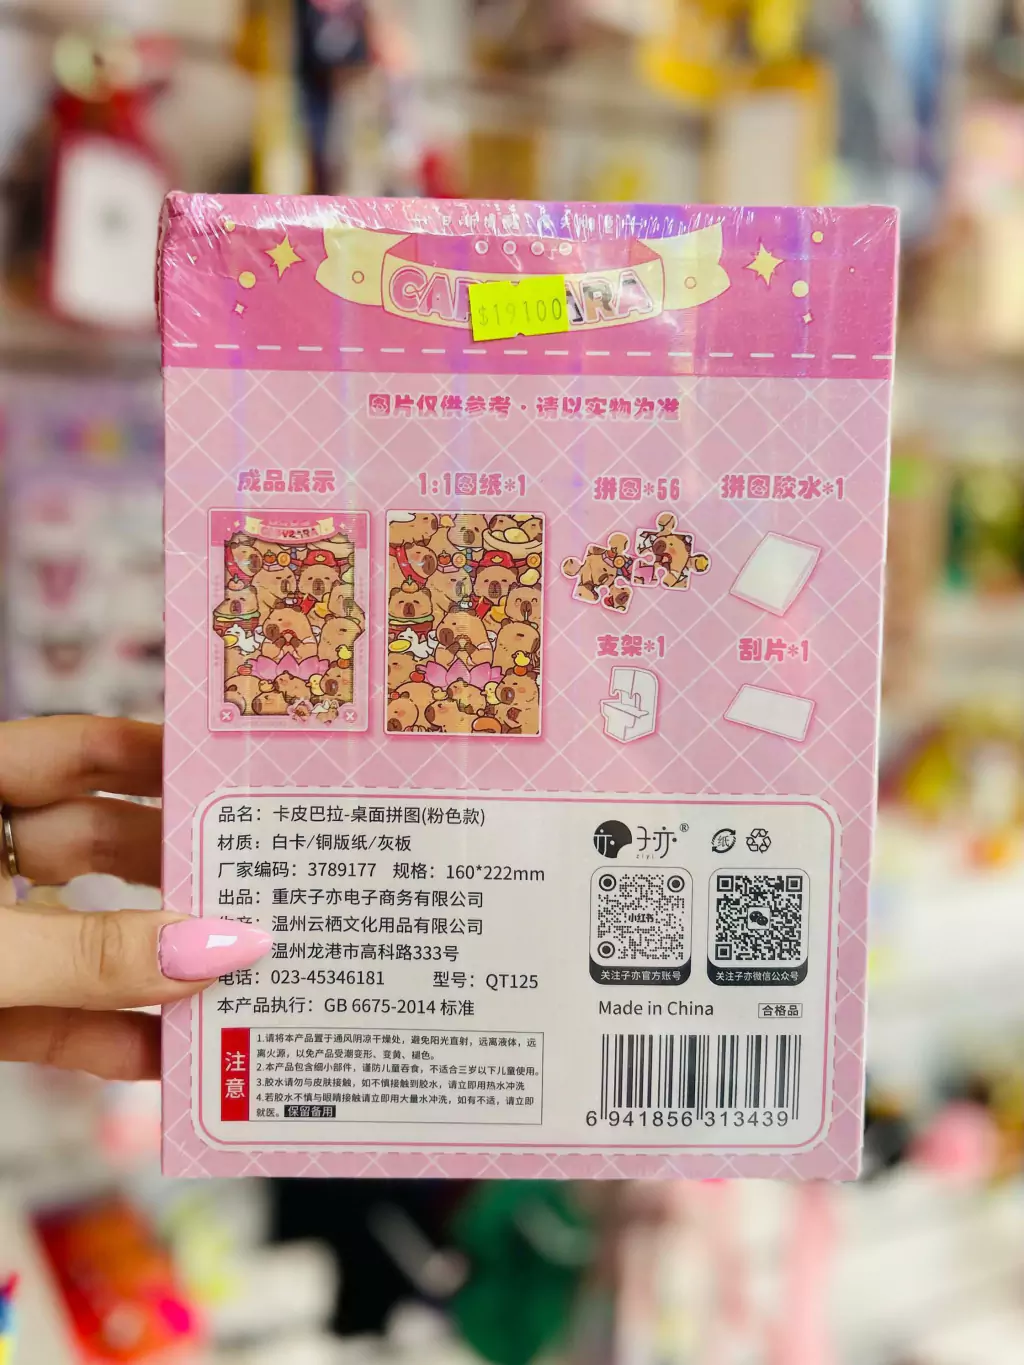 CAPYBARA
$19100
图片仅供参考·请以实物为准
成品展示
1:1图纸*1
拼图*56
拼图胶水*1
支架*1
刮片*1
品名：卡皮巴拉-桌面拼图(粉色款)
材质：白卡/铜版纸/灰板
厂家编码：3789177 规格：160*222mm
出品：重庆子亦电子商务有限公司
温州云栖文化用品有限公司
温州龙港市高科路333号
电话：023-45346181 型号：QT125
本产品执行：GB 6675-2014 标准
注意
1.请将本产品置于通风阴凉干燥处，避免阳光直射，远离液体，远
离火源，以免产品受潮变形、变黄、褪色。
2.本产品包含细小部件，谨防儿童吞食，不适合三岁以下儿童使用。
3.胶水请勿与皮肤接触，如不慎接触到胶水，请立即用热水冲洗
4.若胶水不慎与眼睛接触请立即用大量水冲洗，如有不适，请立即
就医。保留备用
亦 子亦®
ziyi
纸
小红书
关注子亦官方账号
关注子亦微信公众号
Made in China
合格品
6 941856 313439